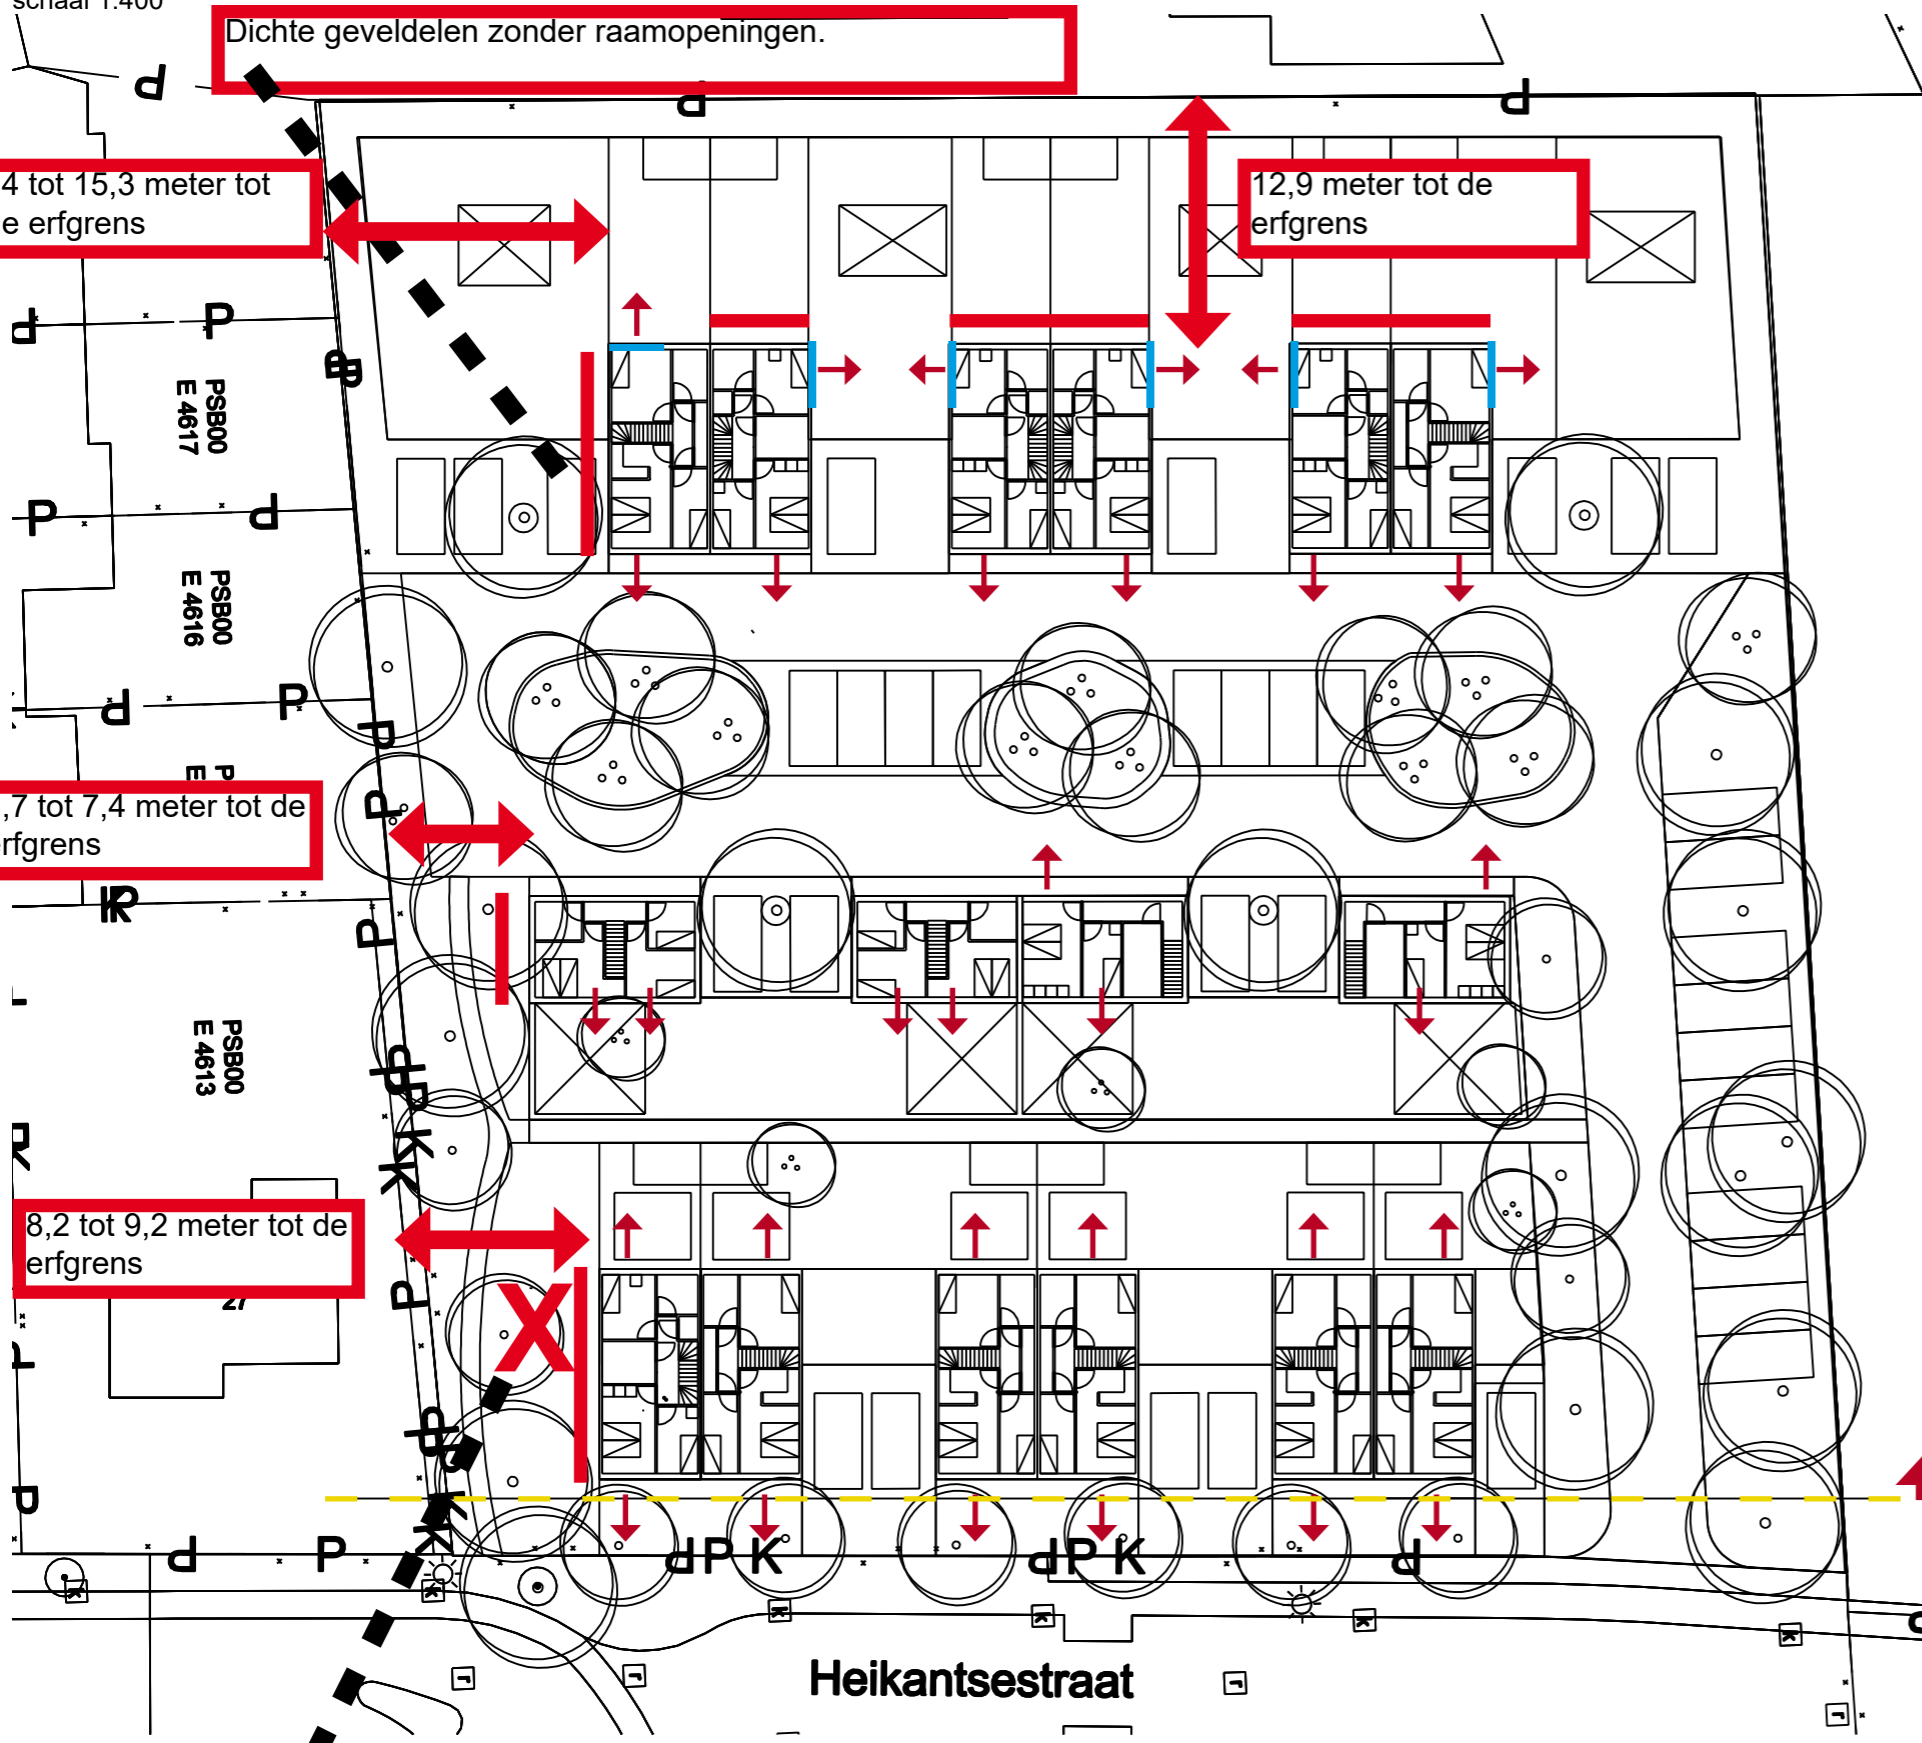 schaal 1:400
Dichte geveldelen zonder raamopeningen.
4 tot 15,3 meter tot
e erfgrens
12,9 meter tot de
erfgrens
P
P
P
P
P
PSB00
E 4617
P
P
PSB00
E 4616
P
P
P
P
E
P
,7 tot 7,4 meter tot de
rfgrens
P
PSB00
E 4613
K
K
8,2 tot 9,2 meter tot de
erfgrens
27
X
P
P
K
K
P
P
P
P K
P
P K
P
K
K
K
K
K
K
Heikantsestraat
r
r
r
r